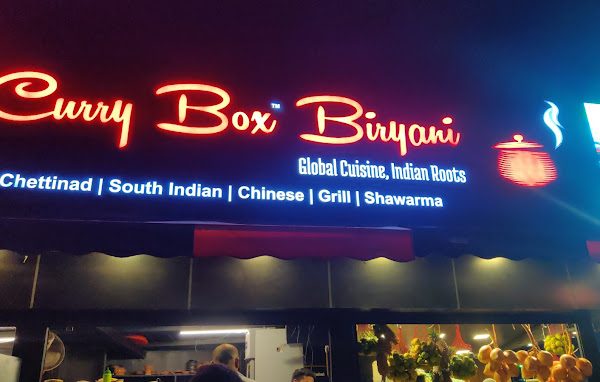 Curry Box™ Biryani
Global Cuisine, Indian Roots
Chettinad | South Indian | Chinese | Grill | Shawarma